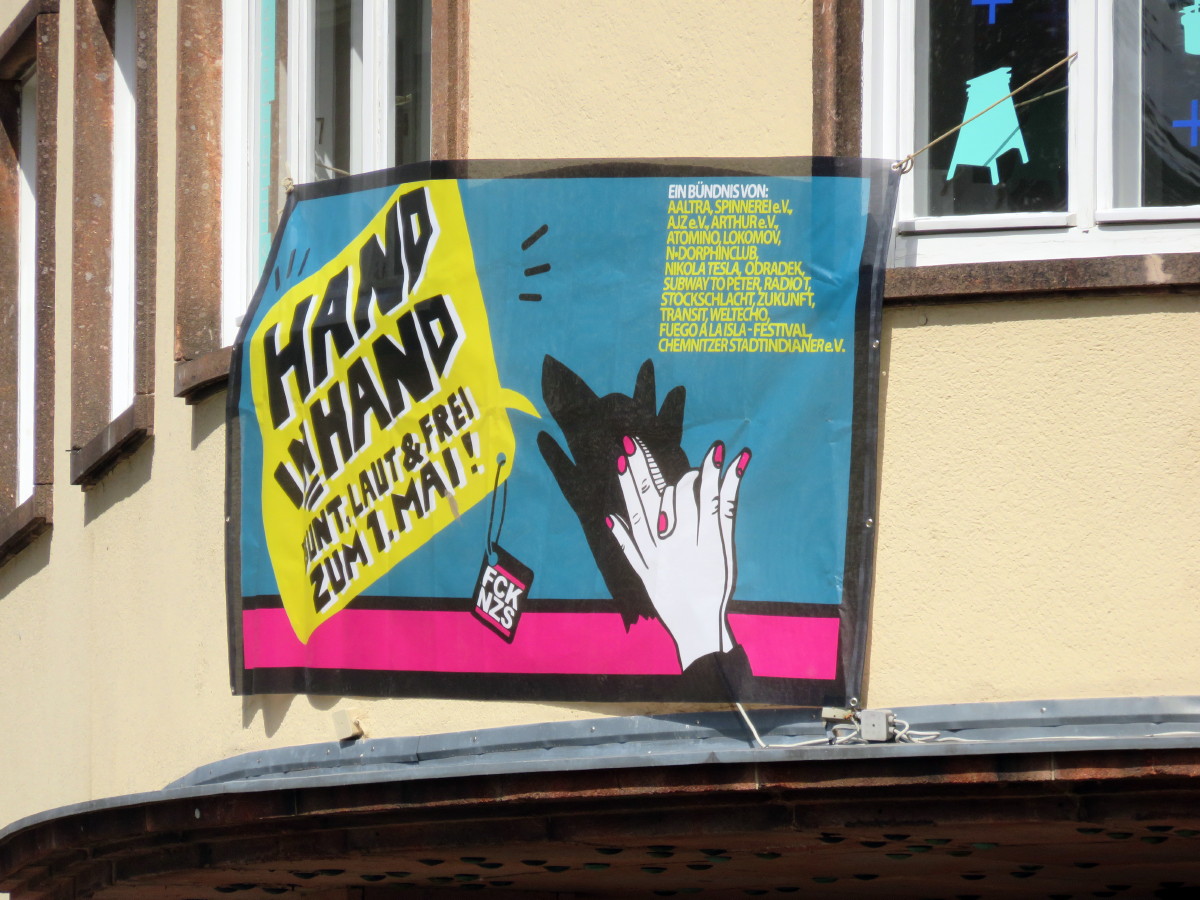 HAND
IN HAND
BUNT, LAUT & FREI
ZUM 1. MAI!
FCK
NZS
EIN BÜNDNIS VON:
AALTRA, SPINNEREI e.V.,
AJZ e.V., ARTHUR e.V.,
ATOMINO, LOKOMOV,
N-DORPHINCLUB,
NIKOLA TESLA, ODRADEK,
SUBWAY TO PETER, RADIO T,
STOCKSCHLACHT, ZUKUNFT,
TRANSIT, WELTECHO,
FUEGO A LA ISLA - FESTIVAL,
CHEMNITZER STADTINDIANER e.V.